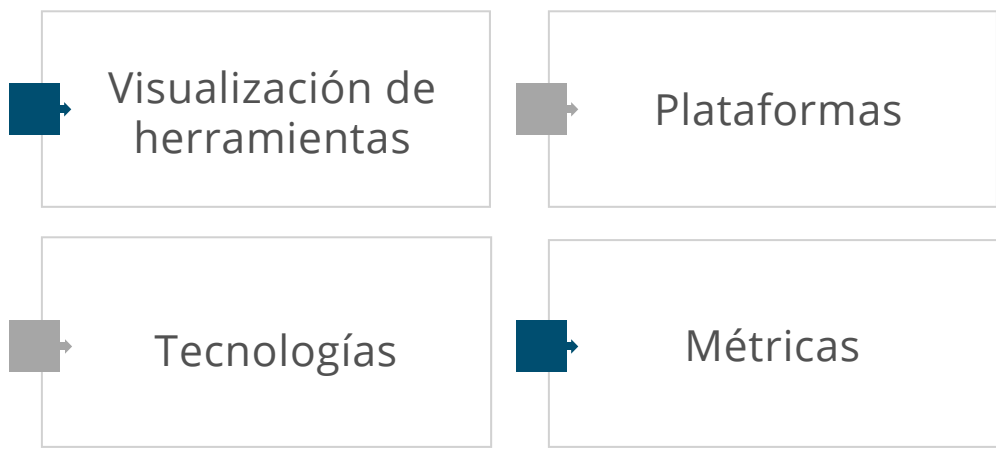 Visualización de
herramientas
Plataformas
Tecnologías
Métricas